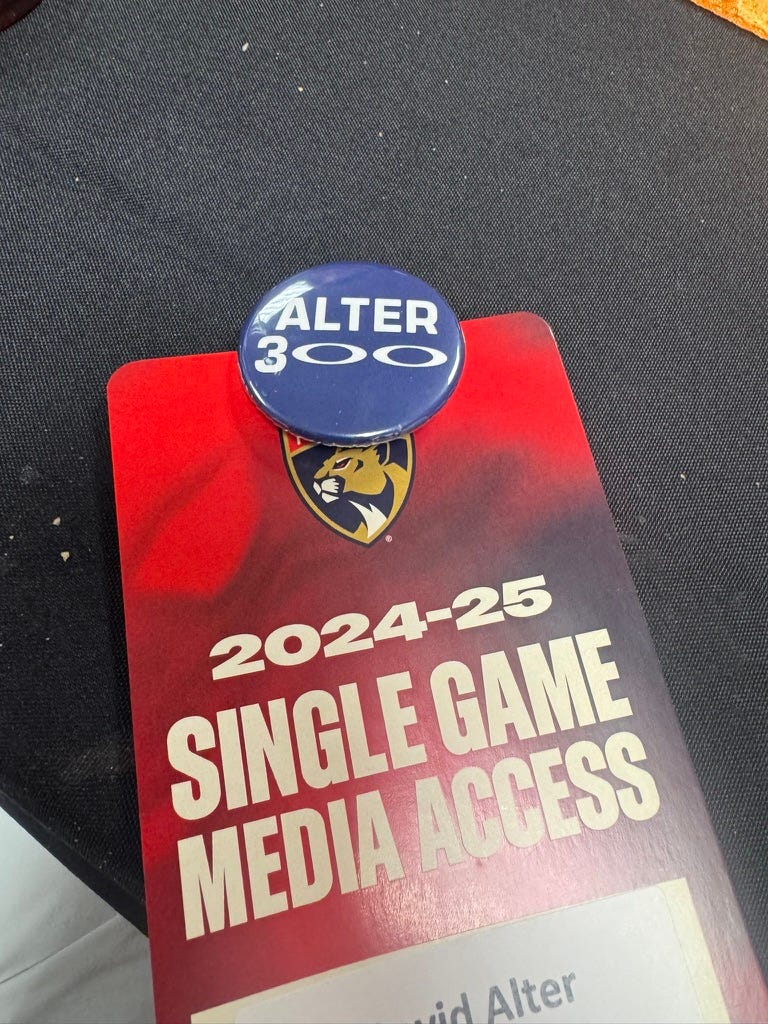 ALTER
300
2024-25
SINGLE GAME
MEDIA ACCESS
Alter